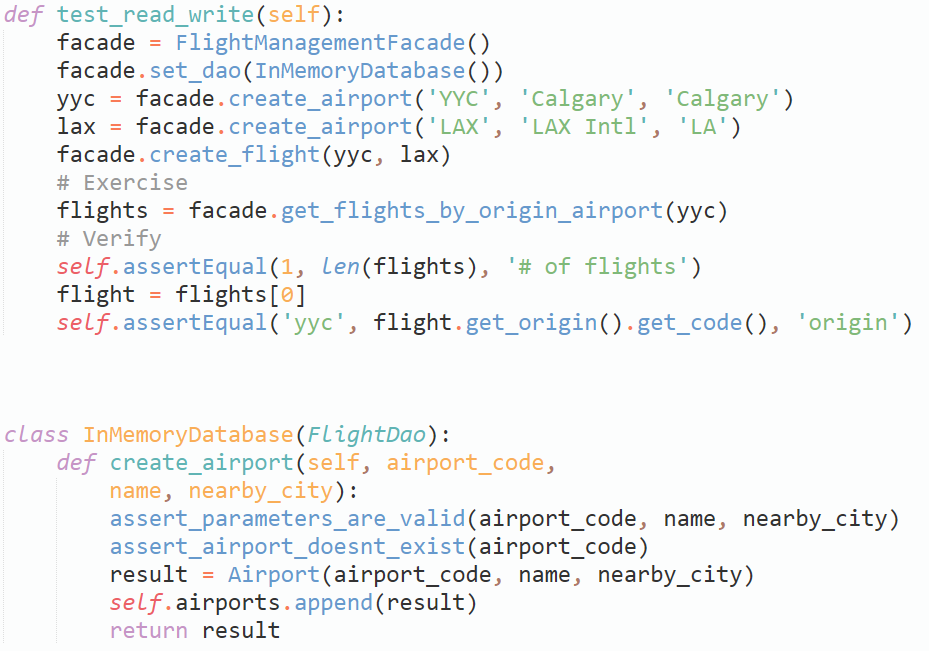 def test_read_write(self):
    facade = FlightManagementFacade()
    facade.set_dao(InMemoryDatabase())
    yyc = facade.create_airport('YYC', 'Calgary', 'Calgary')
    lax = facade.create_airport('LAX', 'LAX Intl', 'LA')
    facade.create_flight(yyc, lax)
    # Exercise
    flights = facade.get_flights_by_origin_airport(yyc)
    # Verify
    self.assertEqual(1, len(flights), '# of flights')
    flight = flights[0]
    self.assertEqual('yyc', flight.get_origin().get_code(), 'origin')
class InMemoryDatabase(FlightDao):
    def create_airport(self, airport_code,
        name, nearby_city):
        assert_parameters_are_valid(airport_code, name, nearby_city)
        assert_airport_doesnt_exist(airport_code)
        result = Airport(airport_code, name, nearby_city)
        self.airports.append(result)
        return result